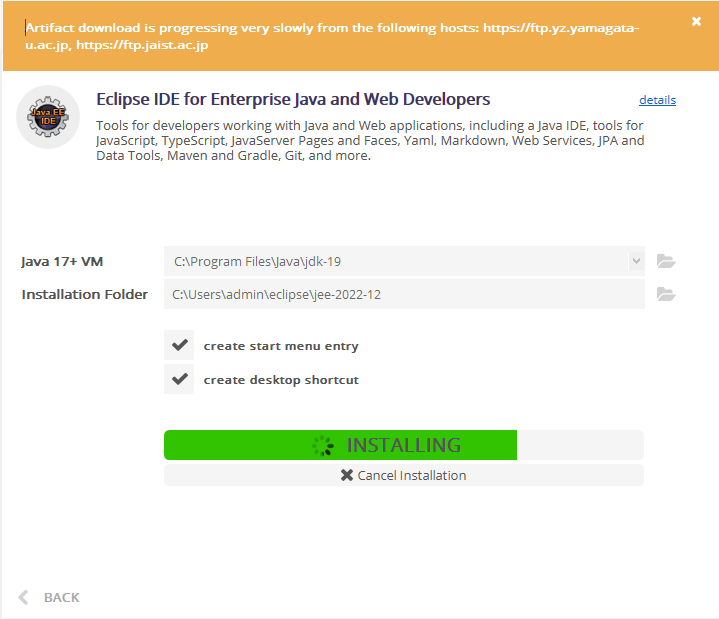 Artifact download is progressing very slowly from the following hosts: https://ftp.yz.yamagata-
u.ac.jp, https://ftp.jaist.ac.jp
Java EE
IDE
Eclipse IDE for Enterprise Java and Web Developers
details
Tools for developers working with Java and Web applications, including a Java IDE, tools for
JavaScript, TypeScript, JavaServer Pages and Faces, Yaml, Markdown, Web Services, JPA and
Data Tools, Maven and Gradle, Git, and more.
Java 17+ VM
C:\Program Files\Java\jdk-19
Installation Folder
C:\Users\admin\eclipse\jee-2022-12
create start menu entry
create desktop shortcut
INSTALLING
Cancel Installation
BACK